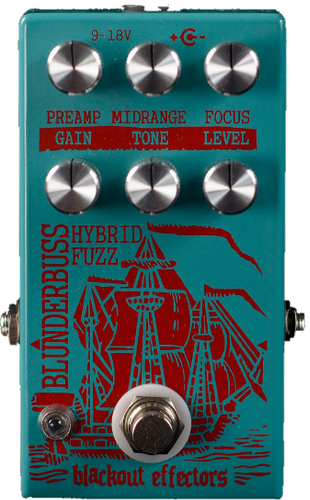 9-18V + C -
PREAMP MIDRANGE FOCUS
GAIN TONE LEVEL
BLUNDERBUSS
HYBRID
FUZZ
blackout effectors